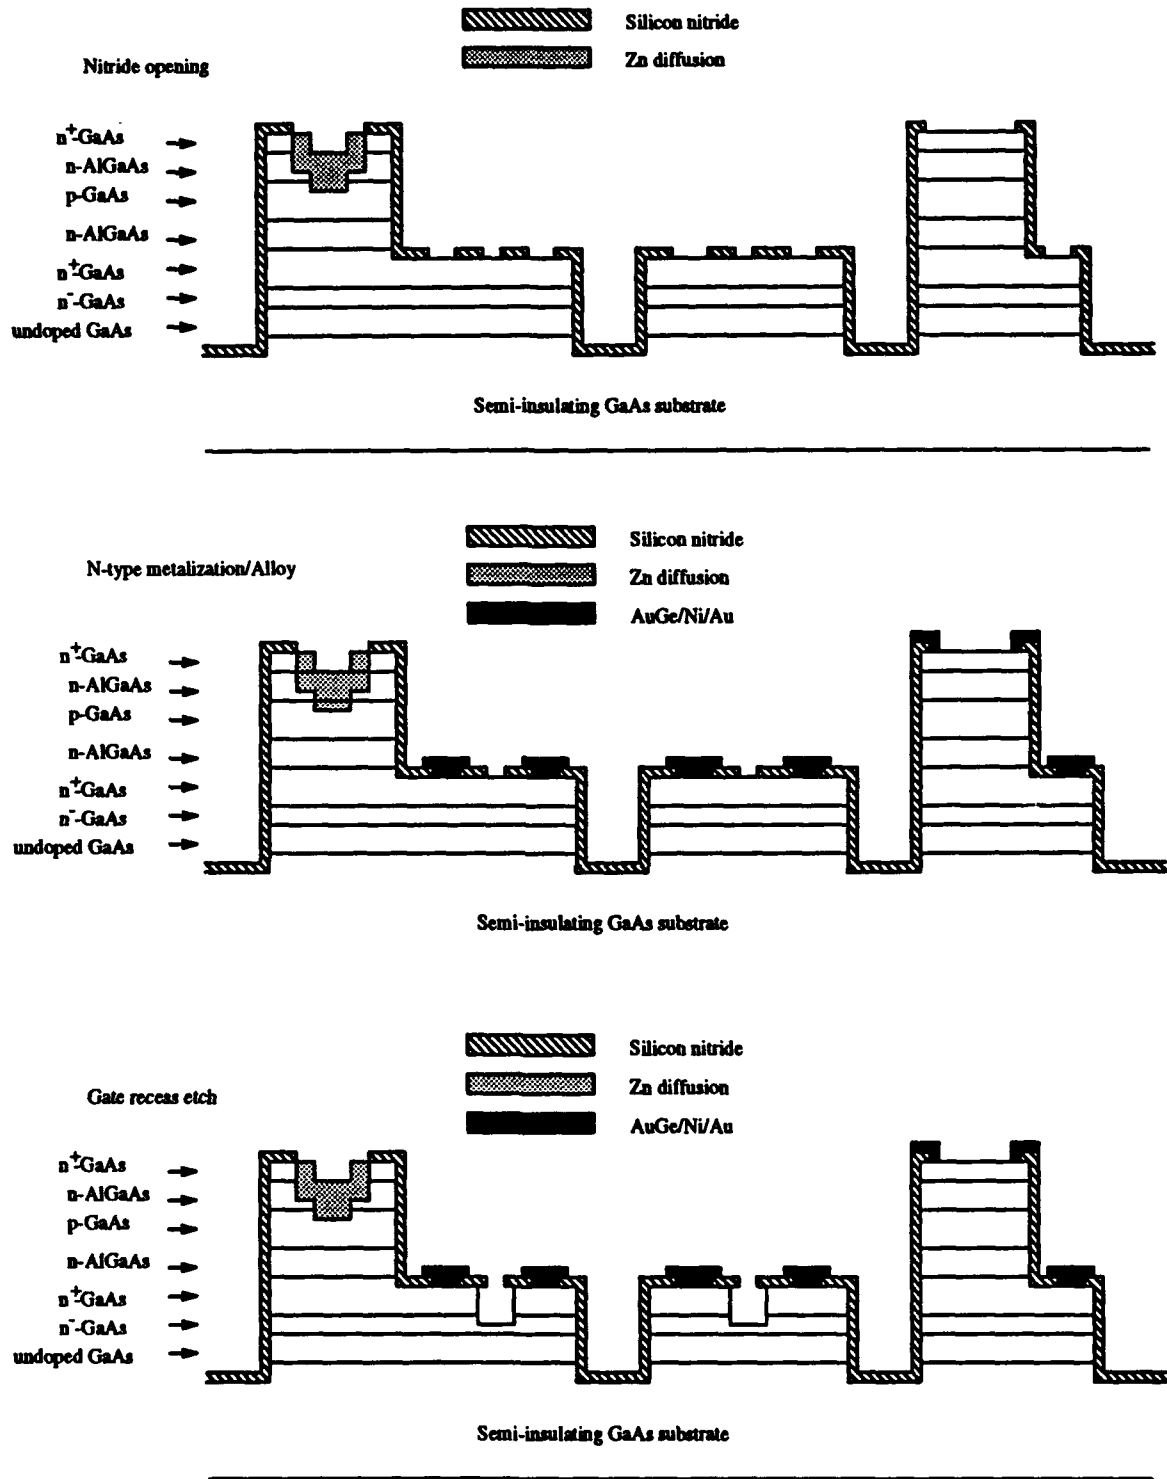 Silicon nitride
Zn diffusion
Nitride opening
n⁺-GaAs
n-AlGaAs
p-GaAs
n-AlGaAs
n⁺-GaAs
n⁻-GaAs
undoped GaAs
Semi-insulating GaAs substrate
Silicon nitride
N-type metalization/Alloy
Zn diffusion
AuGe/Ni/Au
n⁺-GaAs
n-AlGaAs
p-GaAs
n-AlGaAs
n⁺-GaAs
n⁻-GaAs
undoped GaAs
Semi-insulating GaAs substrate
Silicon nitride
Zn diffusion
Gate recess etch
AuGe/Ni/Au
n⁺-GaAs
n-AlGaAs
p-GaAs
n-AlGaAs
n⁺-GaAs
n⁻-GaAs
undoped GaAs
Semi-insulating GaAs substrate